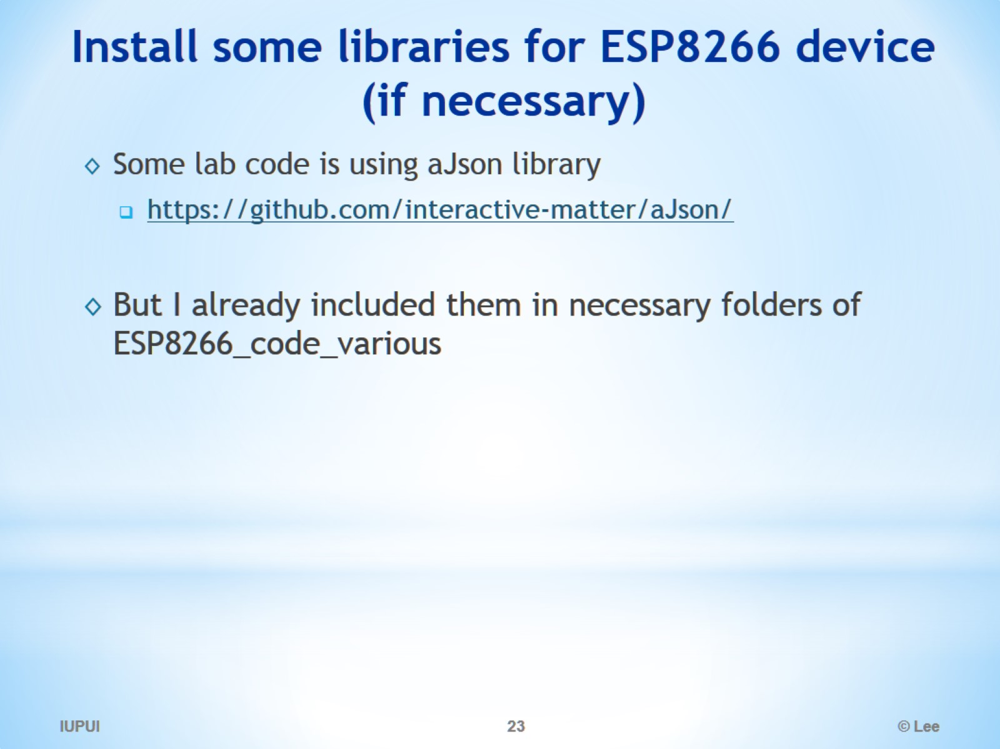 Install some libraries for ESP8266 device
(if necessary)
Some lab code is using aJson library
https://github.com/interactive-matter/aJson/
But I already included them in necessary folders of
ESP8266_code_various
IUPUI
23
© Lee